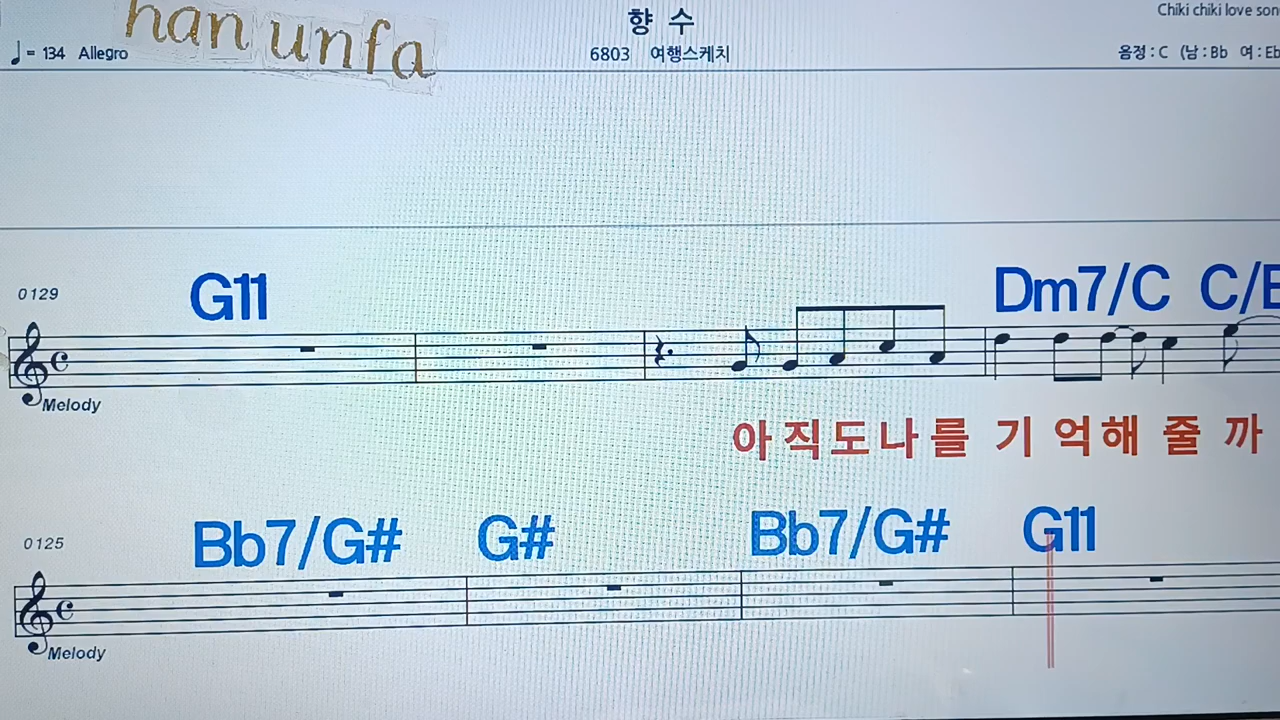 han unfa
향 수
Chiki chiki love son
♩= 134 Allegro
6803 여행스케치
음정 : C (남 : Bb 여 : Eb
0129
G11
Dm7/C C/E
Melody
아직도나를 기억해 줄까
0125
Bb7/G# G# Bb7/G# G11
Melody